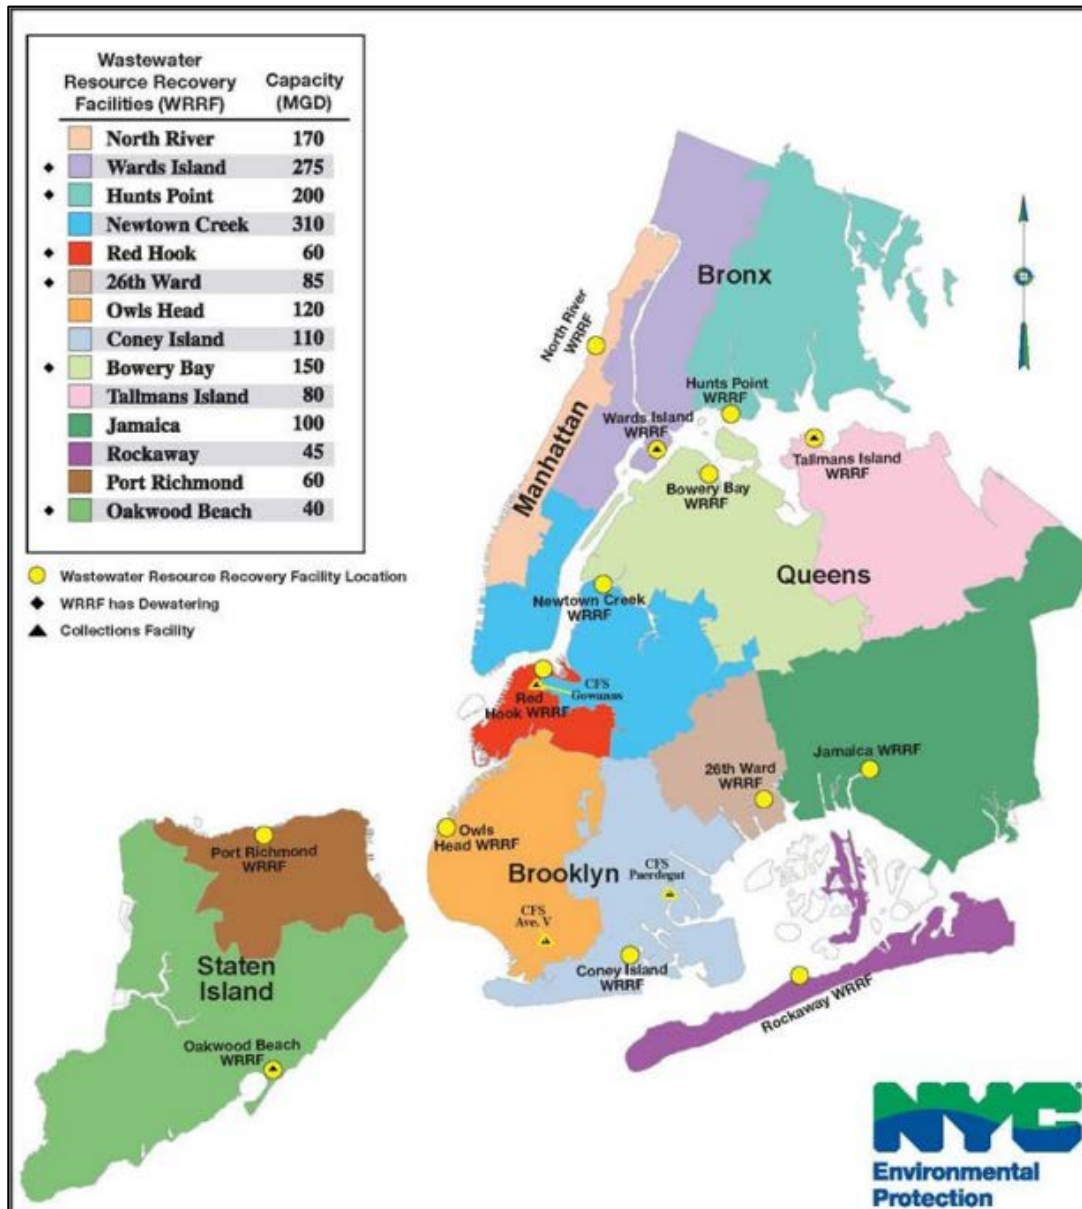 Wastewater
Resource Recovery
Facilities (WRRF)
Capacity
(MGD)
North River 170
Wards Island 275
Hunts Point 200
Newtown Creek 310
Red Hook 60
26th Ward 85
Owls Head 120
Coney Island 110
Bowery Bay 150
Tallmans Island 80
Jamaica 100
Rockaway 45
Port Richmond 60
Oakwood Beach 40
Wastewater Resource Recovery Facility Location
WRRF has Dewatering
Collections Facility
Bronx
North River
WRRF
Manhattan
Hunts Point
WRRF
Wards Island
WRRF
Tallmans Island
WRRF
Bowery Bay
WRRF
Queens
Newtown Creek
WRRF
CFS
Gowanus
Red
Hook WRRF
Jamaica WRRF
26th Ward
WRRF
Owls
Head WRRF
Port Richmond
WRRF
Brooklyn
CFS
Paerdegut
CFS
Ave. V
Coney Island
WRRF
Staten
Island
Rockaway WRRF
Oakwood Beach
WRRF
NYC
Environmental
Protection